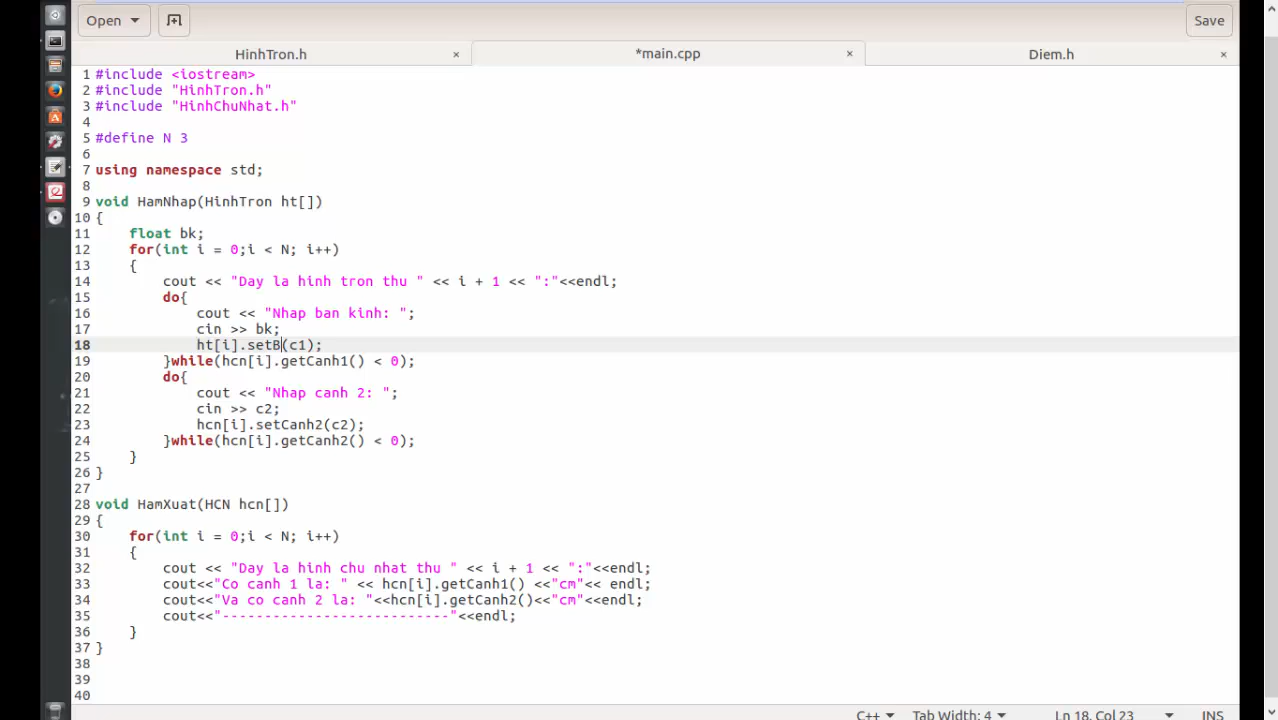 Open
Save
HinhTron.h × *main.cpp × Diem.h ×
1 #include <iostream>
2 #include "HinhTron.h"
3 #include "HinhChuNhat.h"
4
5 #define N 3
6
7 using namespace std;
8
9 void HamNhap(HinhTron ht[])
10 {
11 float bk;
12 for(int i = 0;i < N; i++)
13 {
14 cout << "Day la hinh tron thu " << i + 1 << ":"<<endl;
15 do{
16 cout << "Nhap ban kinh: ";
17 cin >> bk;
18 ht[i].setB(c1);
19 }while(hcn[i].getCanh1() < 0);
20 do{
21 cout << "Nhap canh 2: ";
22 cin >> c2;
23 hcn[i].setCanh2(c2);
24 }while(hcn[i].getCanh2() < 0);
25 }
26 }
27
28 void HamXuat(HCN hcn[])
29 {
30 for(int i = 0;i < N; i++)
31 {
32 cout << "Day la hinh chu nhat thu " << i + 1 << ":"<<endl;
33 cout<<"Co canh 1 la: " << hcn[i].getCanh1() <<"cm"<< endl;
34 cout<<"Va co canh 2 la: "<<hcn[i].getCanh2()<<"cm"<<endl;
35 cout<<"---------------------------"<<endl;
36 }
37 }
38
39
40
C++ Tab Width: 4 Ln 18, Col 23 INS